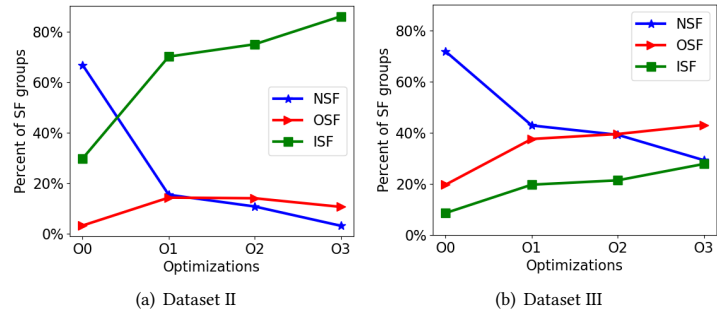 Percent of SF groups
80%
60%
40%
20%
0%
NSF
OSF
ISF
O0 O1 O2 O3
Optimizations
(a) Dataset II
Percent of SF groups
80%
60%
40%
20%
0%
NSF
OSF
ISF
O0 O1 O2 O3
Optimizations
(b) Dataset III